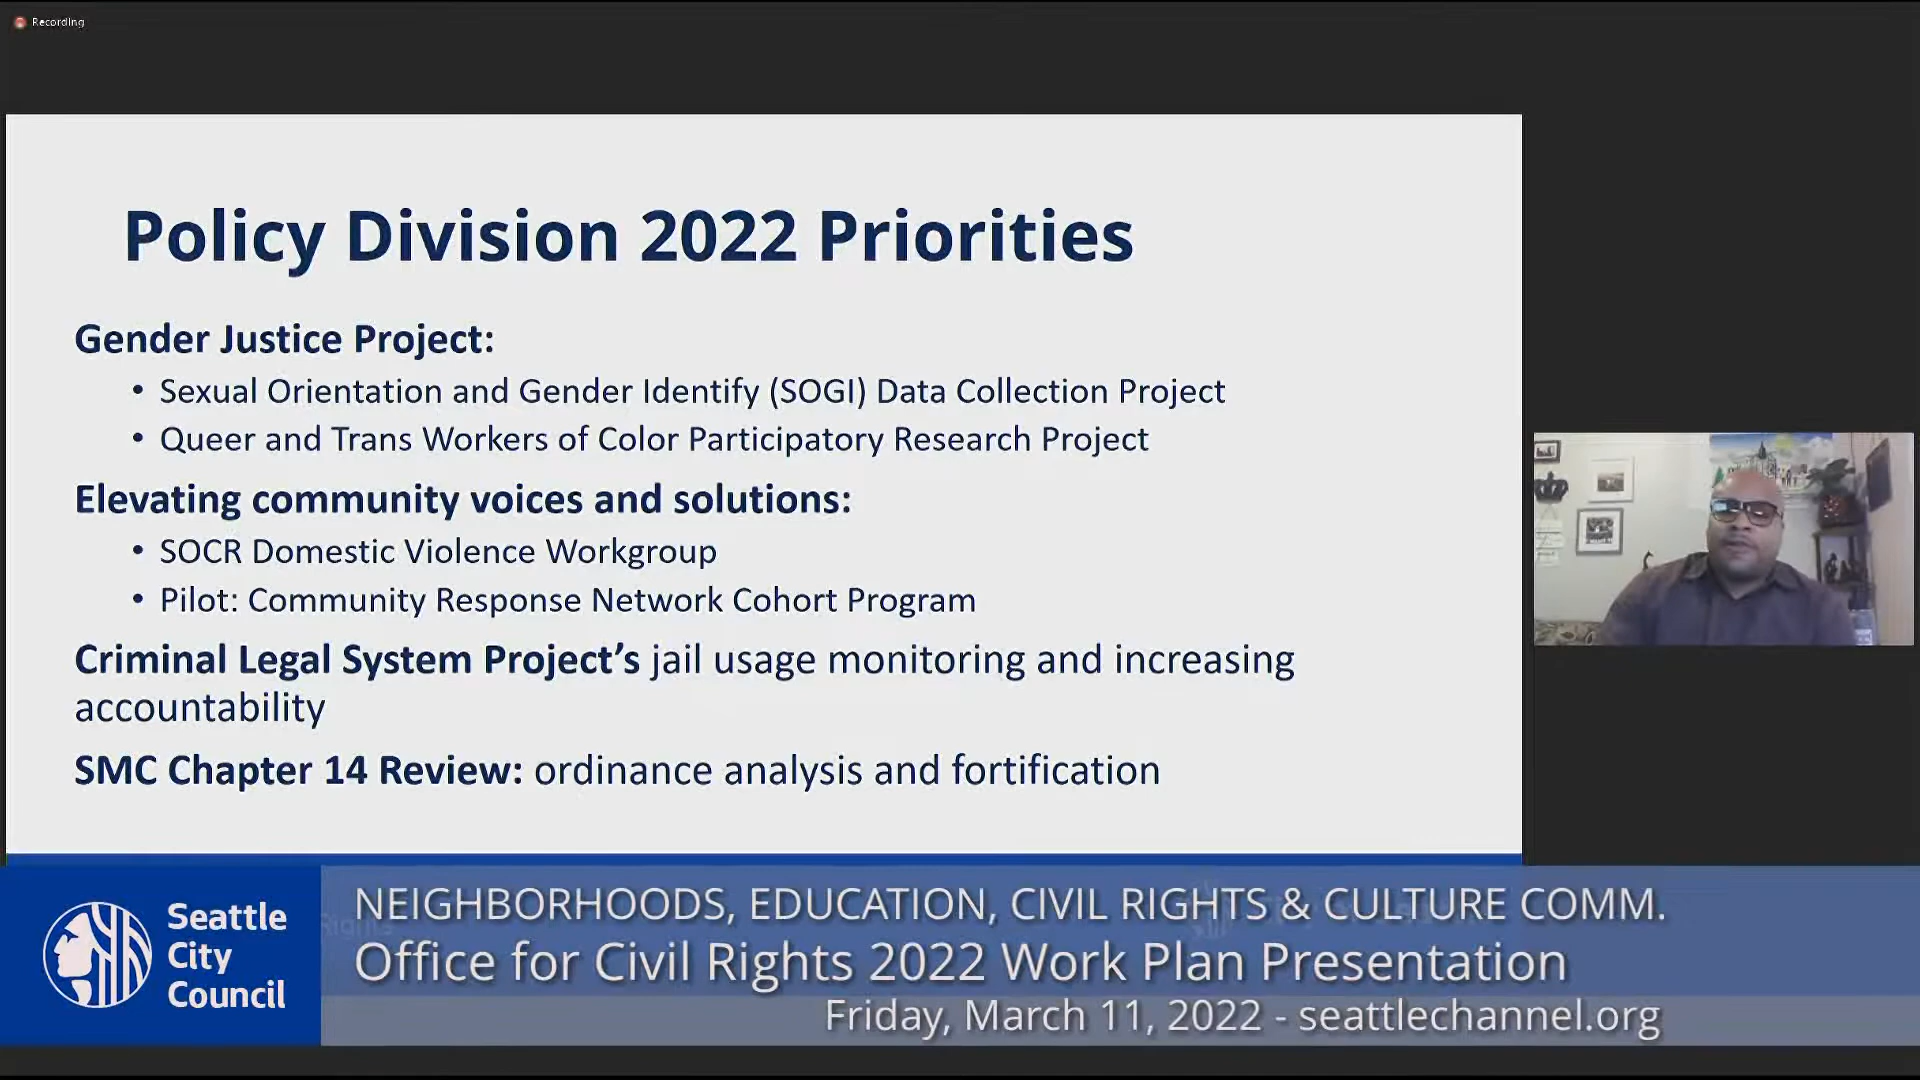 Recording
Policy Division 2022 Priorities
Gender Justice Project:
• Sexual Orientation and Gender Identify (SOGI) Data Collection Project
• Queer and Trans Workers of Color Participatory Research Project
Elevating community voices and solutions:
• SOCR Domestic Violence Workgroup
• Pilot: Community Response Network Cohort Program
Criminal Legal System Project’s jail usage monitoring and increasing
accountability
SMC Chapter 14 Review: ordinance analysis and fortification
Seattle
City
Council
NEIGHBORHOODS, EDUCATION, CIVIL RIGHTS & CULTURE COMM.
Office for Civil Rights 2022 Work Plan Presentation
Friday, March 11, 2022 - seattlechannel.org